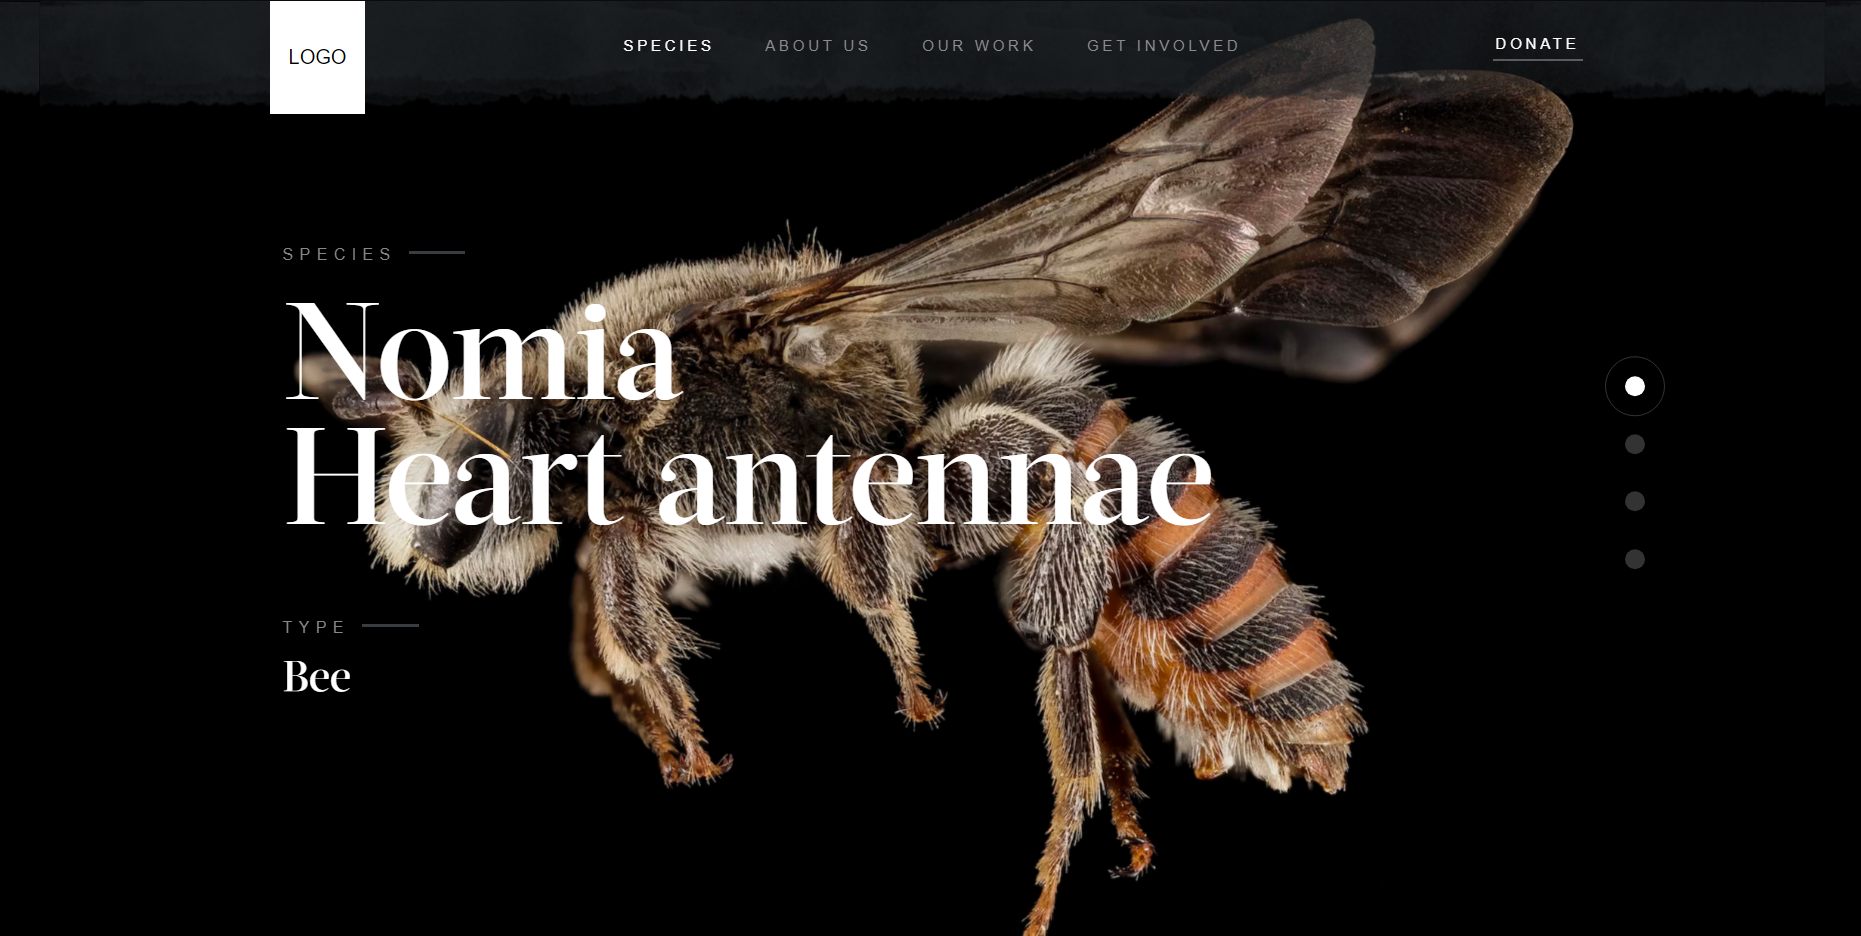 LOGO
SPECIES
ABOUT US
OUR WORK
GET INVOLVED
DONATE
SPECIES
Nomia
Heart antennae
TYPE
Bee